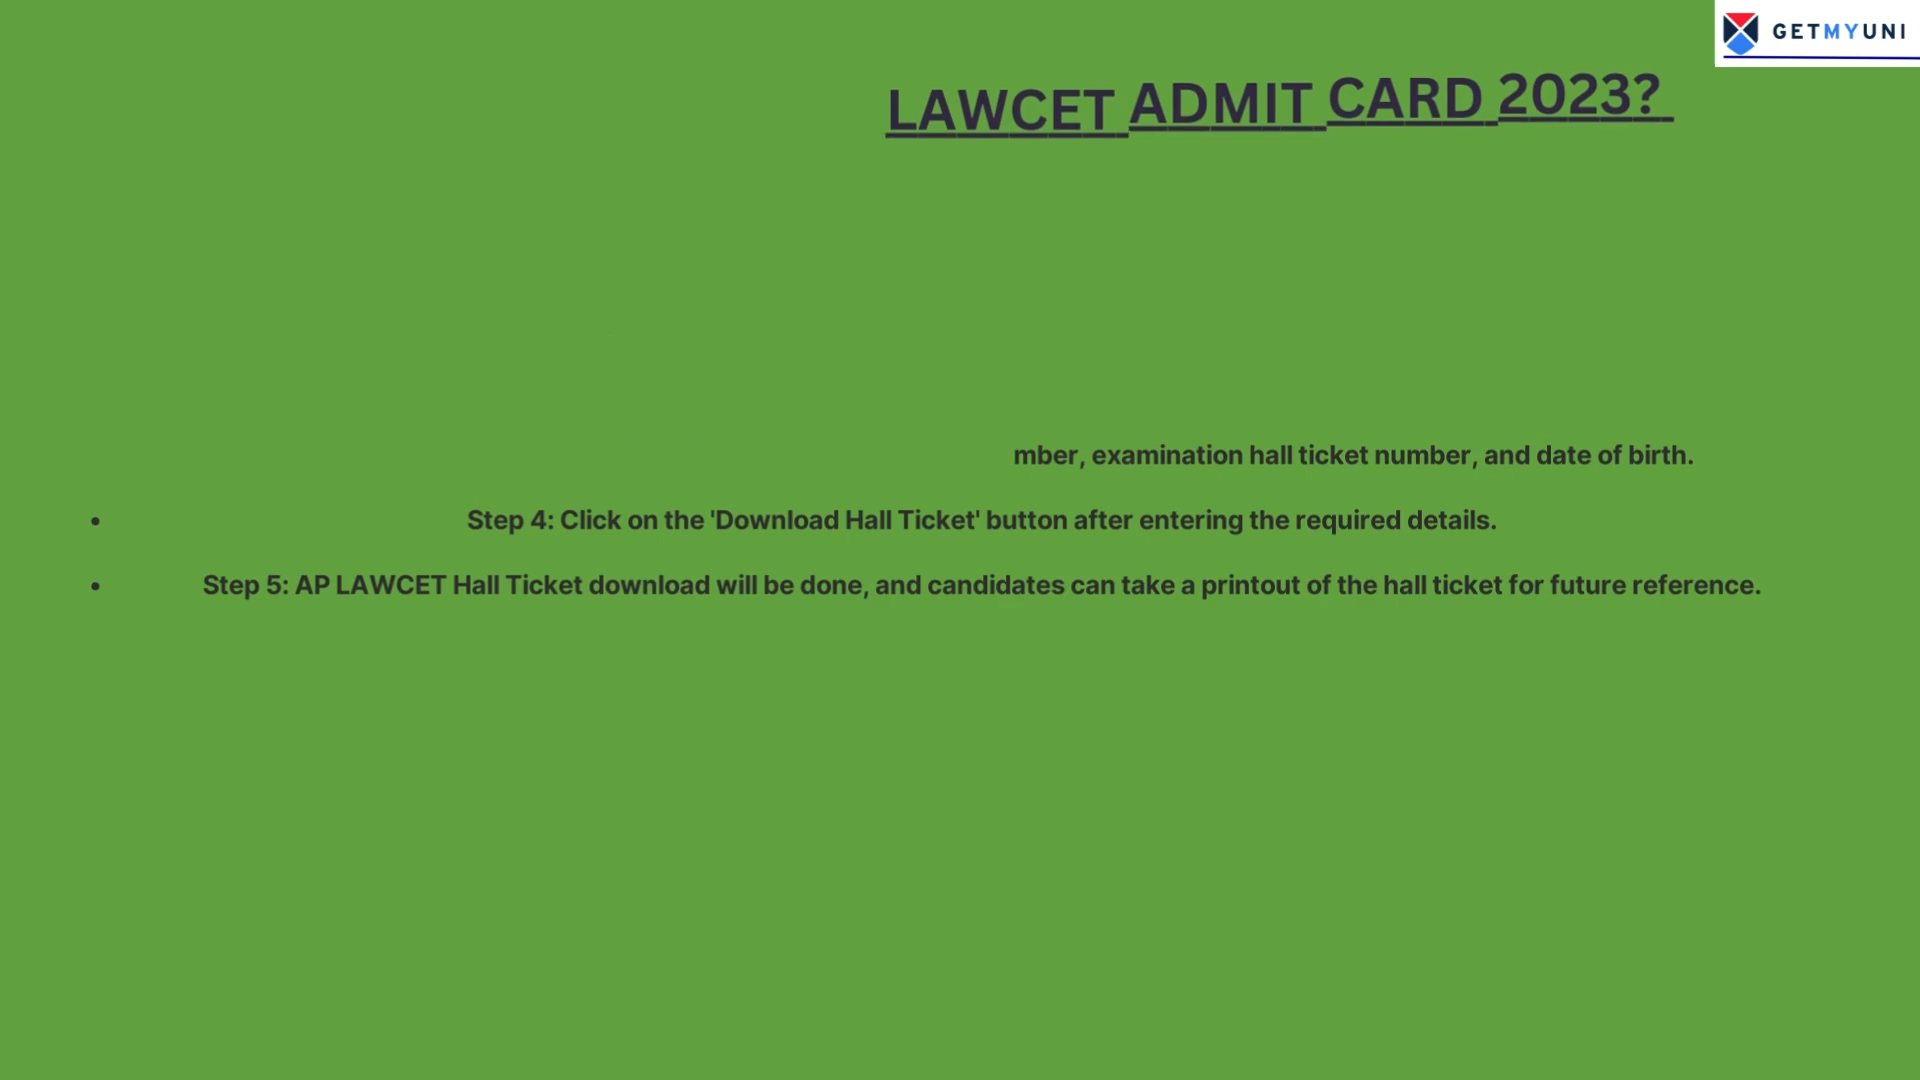 GETMYUNI
LAWCET ADMIT CARD 2023?
mber, examination hall ticket number, and date of birth.
• Step 4: Click on the 'Download Hall Ticket' button after entering the required details.
• Step 5: AP LAWCET Hall Ticket download will be done, and candidates can take a printout of the hall ticket for future reference.